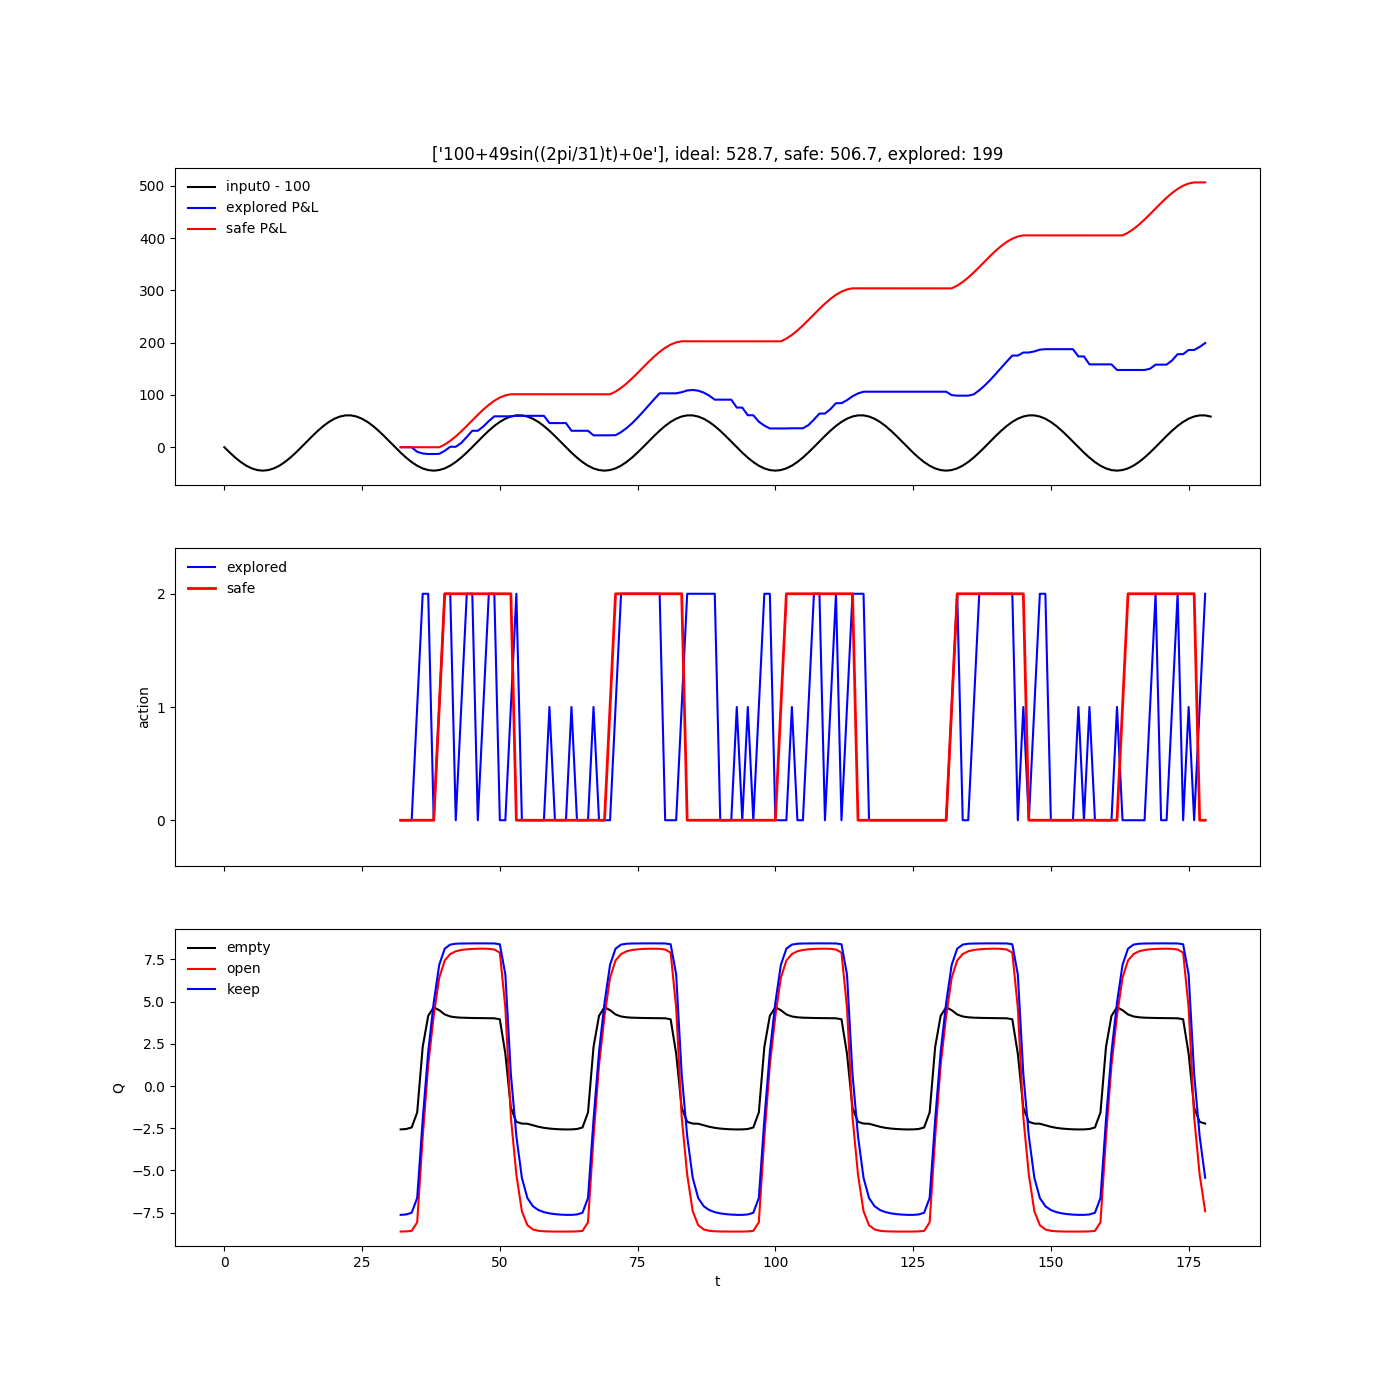 ['100+49sin((2pi/31)t)+0e'], ideal: 528.7, safe: 506.7, explored: 199
500
400
300
200
100
0
input0 - 100
explored P&L
safe P&L
action
2
1
0
explored
safe
Q
7.5
5.0
2.5
0.0
−2.5
−5.0
−7.5
empty
open
keep
0 25 50 75 100 125 150 175
t